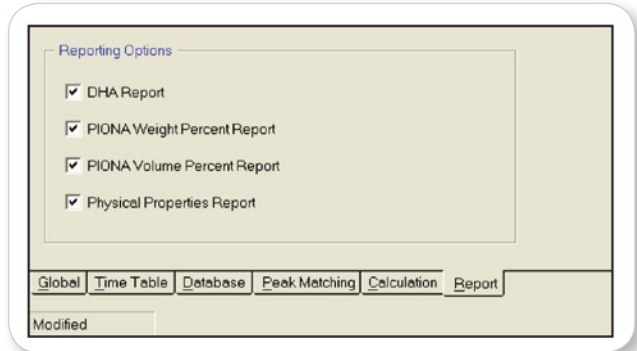 Reporting Options
DHA Report
PIONA Weight Percent Report
PIONA Volume Percent Report
Physical Properties Report
Global Time Table Database Peak Matching Calculation Report
Modified